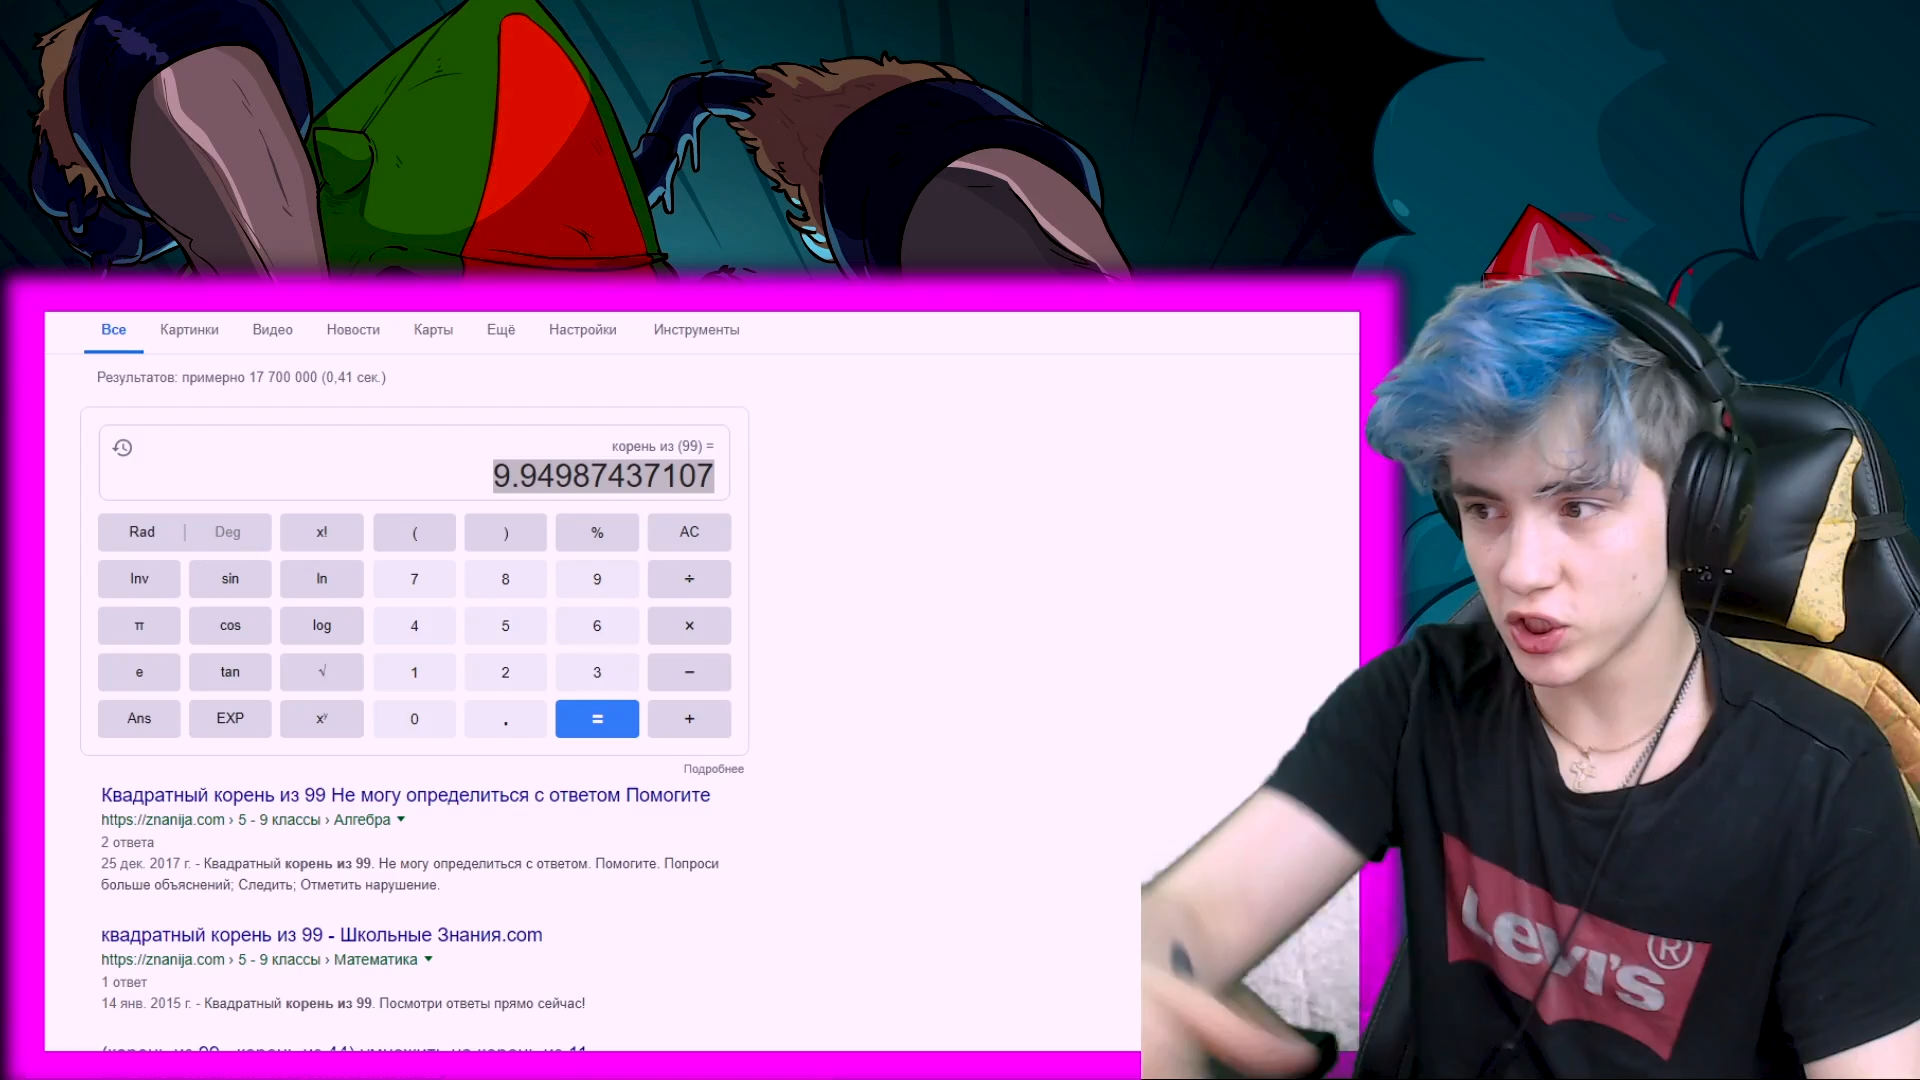 Все Картинки Видео Новости Карты Ещё Настройки Инструменты
Результатов: примерно 17 700 000 (0,41 сек.)
корень из (99) =
9.94987437107
Rad | Deg x! ( ) % AC
Inv sin ln 7 8 9 ÷
π cos log 4 5 6 ×
e tan √ 1 2 3 −
Ans EXP xʸ 0 . = +
Подробнее
Квадратный корень из 99 Не могу определиться с ответом Помогите
https://znanija.com › 5 - 9 классы › Алгебра
2 ответа
25 дек. 2017 г. - Квадратный корень из 99. Не могу определиться с ответом. Помогите. Попроси
больше объяснений; Следить; Отметить нарушение.
квадратный корень из 99 - Школьные Знания.com
https://znanija.com › 5 - 9 классы › Математика
1 ответ
14 янв. 2015 г. - Квадратный корень из 99. Посмотри ответы прямо сейчас!
Levi's ®